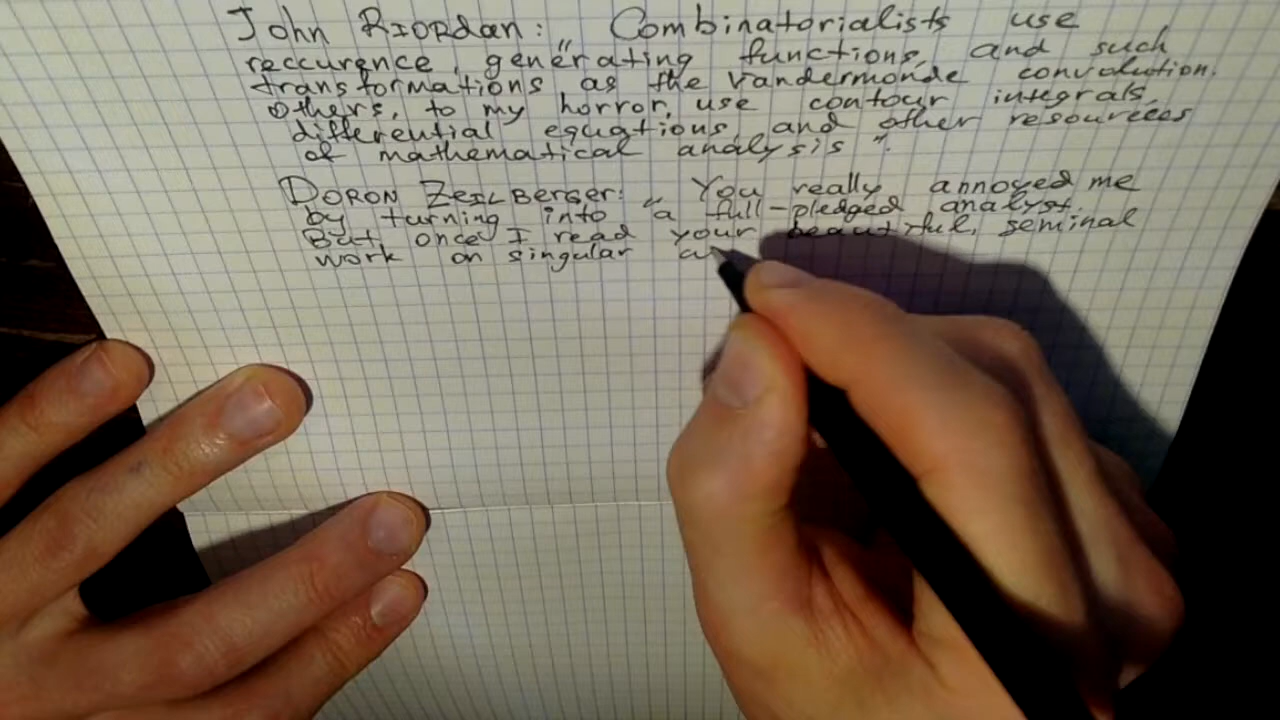 John Riordan: Combinatorialists use
reccurence, "generating functions, and such
transformations as the Vandermonde convolution.
Others, to my horror, use contour integrals,
differential equations, and other resources
of mathematical analysis".
Doron Zeilberger: You really annoyed me
by turning into "a full-pledged analyst.
But once I read your beautiful, seminal
work on singular